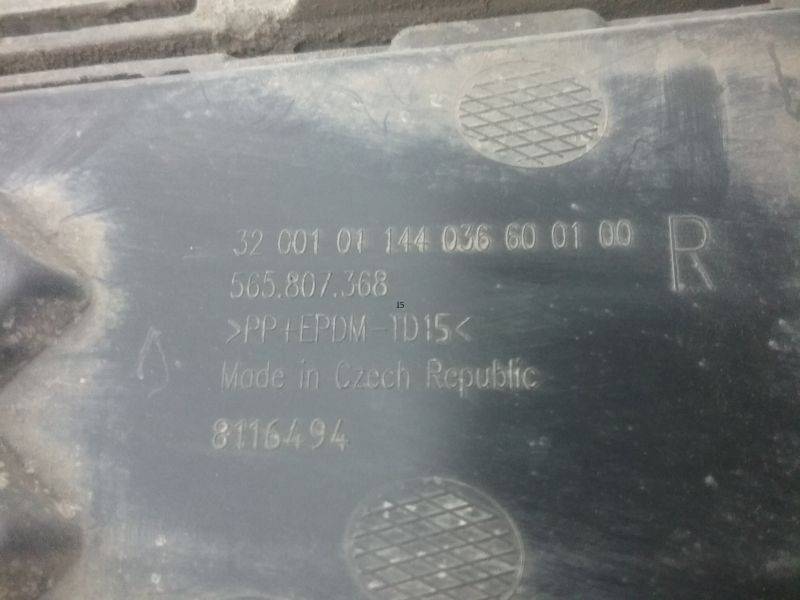 32 001 01 144 036 60 01 00 R
565.807.368
15
>PP+EPDM-TD15<
Made in Czech Republic
8116494